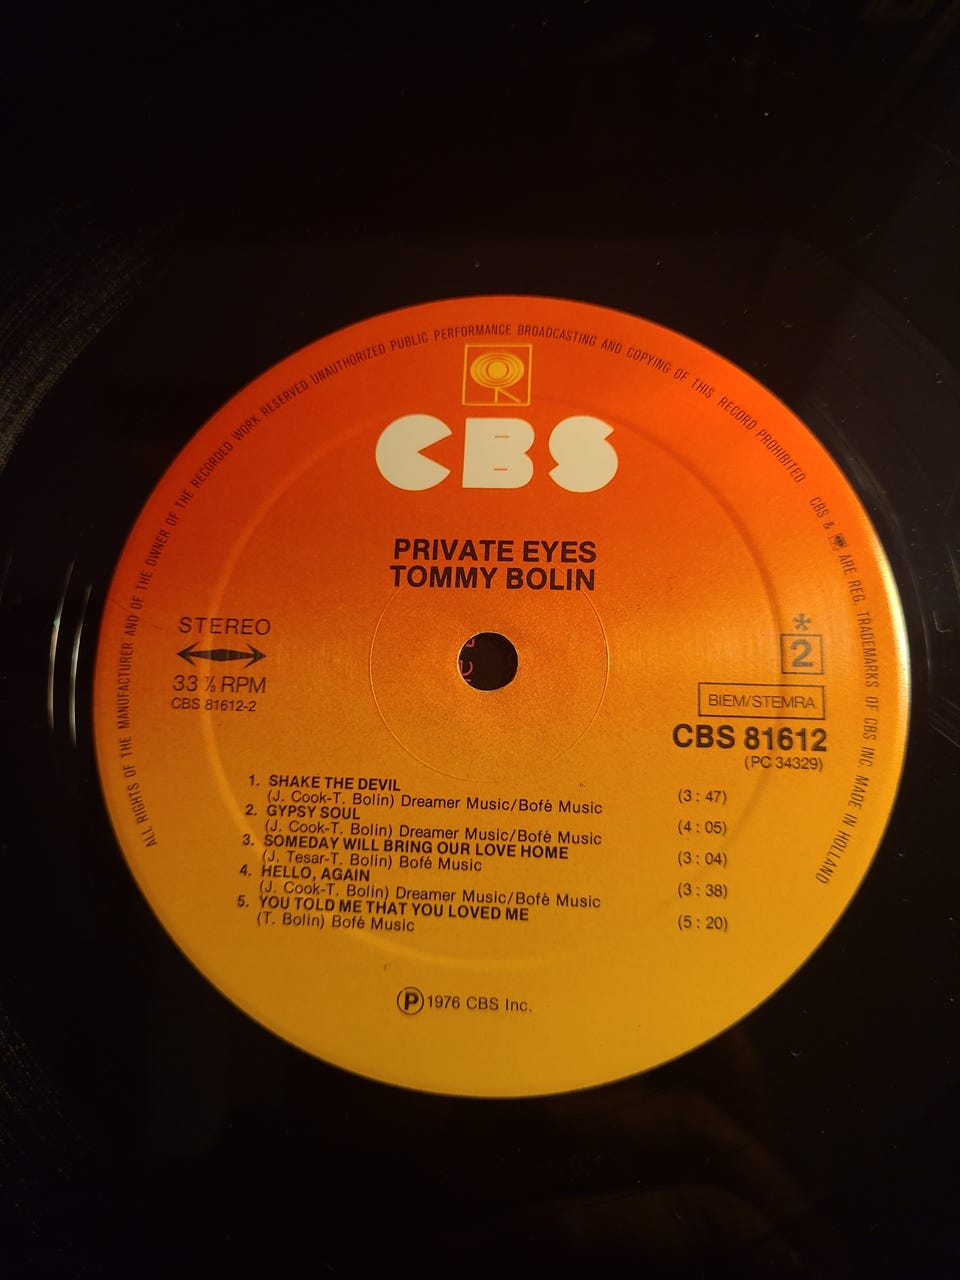 ALL RIGHTS OF THE MANUFACTURER AND OF THE OWNER OF THE RECORDED WORK RESERVED UNAUTHORIZED PUBLIC PERFORMANCE BROADCASTING AND COPYING OF THIS RECORD PROHIBITED
CBS & ARE REG. TRADEMARKS OF CBS INC. MADE IN HOLLAND
CBS
PRIVATE EYES
TOMMY BOLIN
STEREO
33⅓ RPM
CBS 81612-2
*
2
BIEM/STEMRA
CBS 81612
(PC 34329)
1. SHAKE THE DEVIL
(J. Cook-T. Bolin) Dreamer Music/Bofé Music (3:47)
2. GYPSY SOUL
(J. Cook-T. Bolin) Dreamer Music/Bofé Music (4:05)
3. SOMEDAY WILL BRING OUR LOVE HOME
(J. Tesar-T. Bolin) Bofé Music (3:04)
4. HELLO, AGAIN
(J. Cook-T. Bolin) Dreamer Music/Bofé Music (3:38)
5. YOU TOLD ME THAT YOU LOVED ME
(T. Bolin) Bofé Music (5:20)
Ⓟ 1976 CBS Inc.